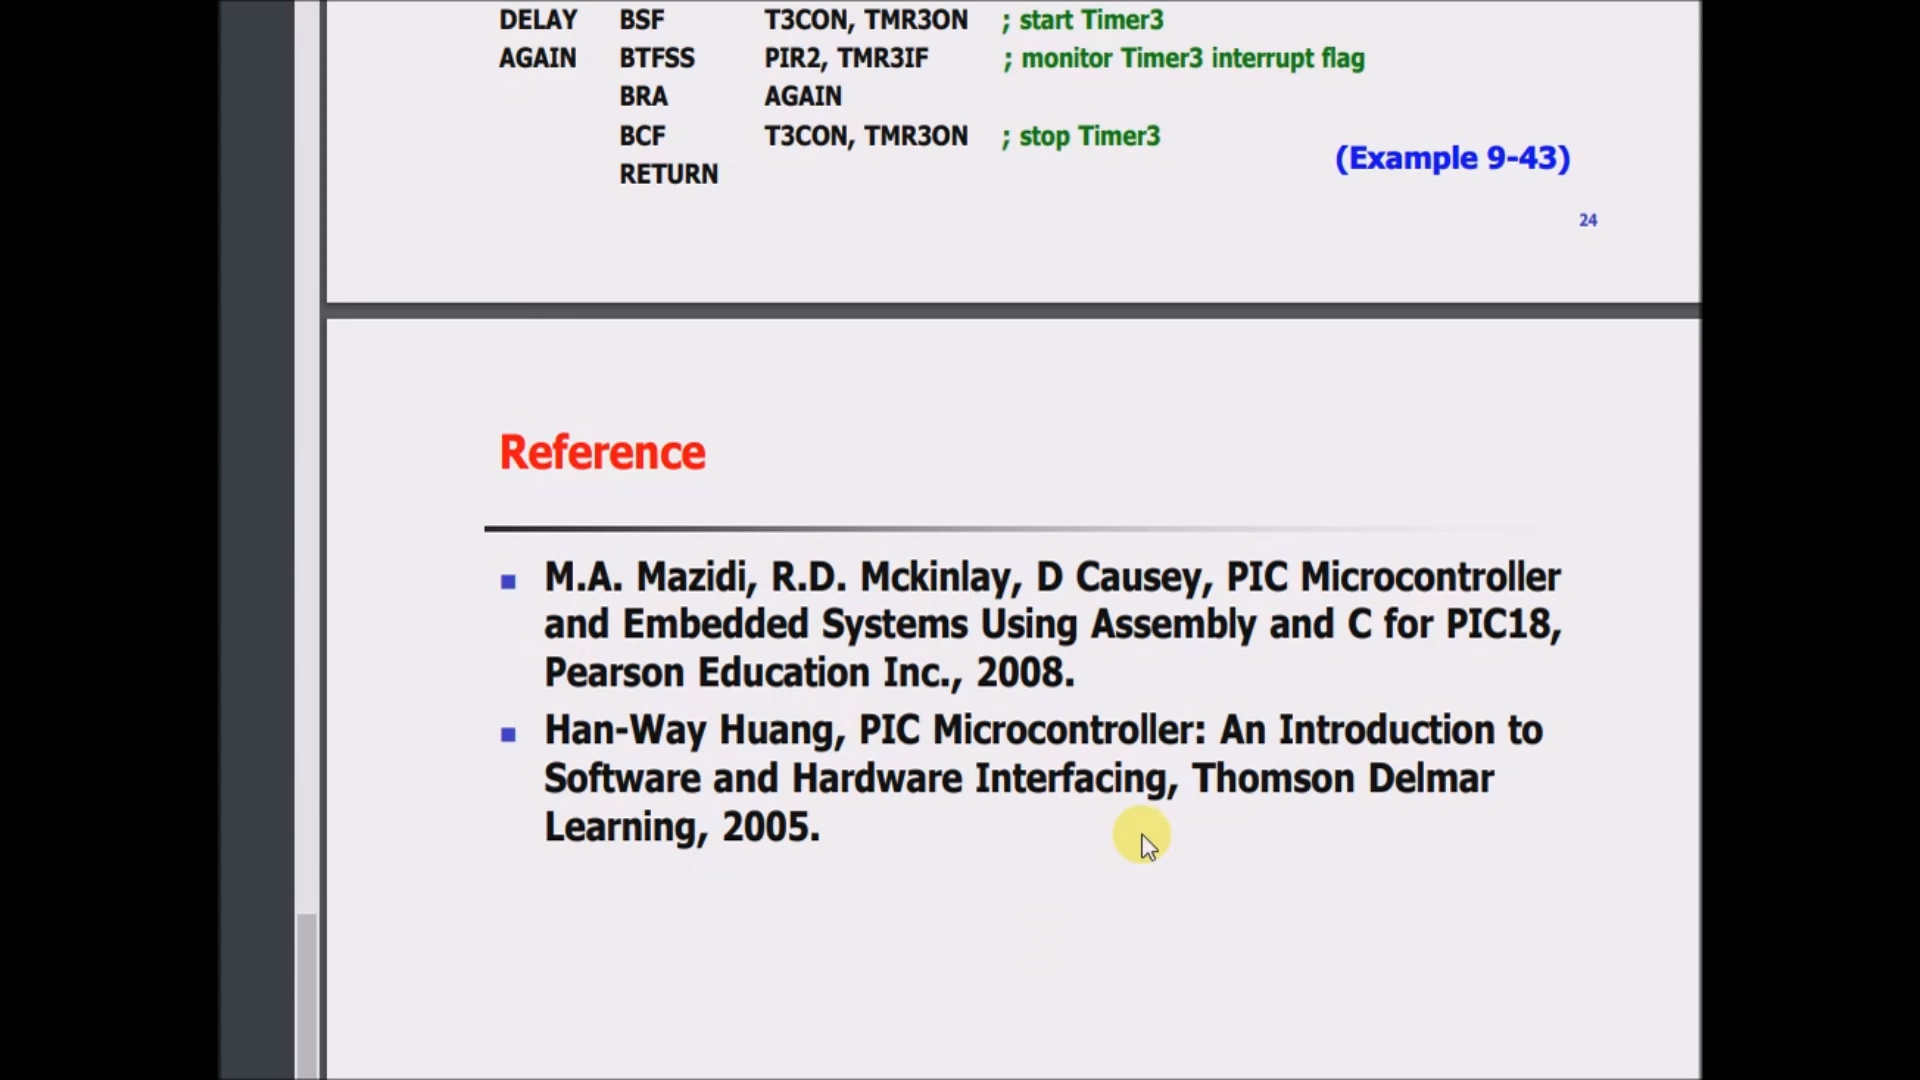 DELAY BSF T3CON, TMR3ON ; start Timer3
AGAIN BTFSS PIR2, TMR3IF ; monitor Timer3 interrupt flag
BRA AGAIN
BCF T3CON, TMR3ON ; stop Timer3
(Example 9-43)
RETURN
24
Reference
■ M.A. Mazidi, R.D. Mckinlay, D Causey, PIC Microcontroller
and Embedded Systems Using Assembly and C for PIC18,
Pearson Education Inc., 2008.
■ Han-Way Huang, PIC Microcontroller: An Introduction to
Software and Hardware Interfacing, Thomson Delmar
Learning, 2005.